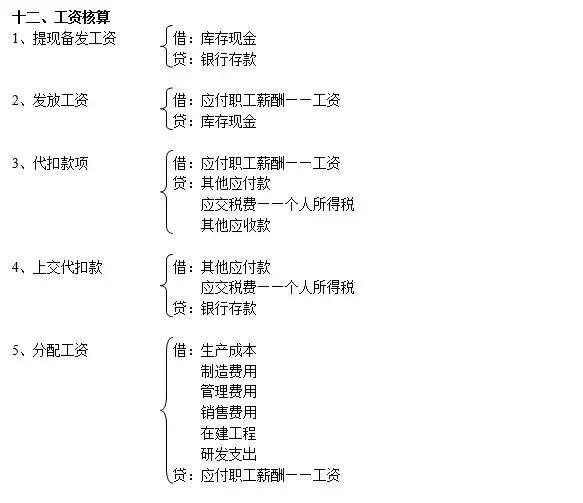 十二、工资核算
1、提现备发工资 借：库存现金
贷：银行存款
2、发放工资 借：应付职工薪酬——工资
贷：库存现金
3、代扣款项 借：应付职工薪酬——工资
贷：其他应付款
应交税费——个人所得税
其他应收款
4、上交代扣款 借：其他应付款
应交税费——个人所得税
贷：银行存款
5、分配工资 借：生产成本
制造费用
管理费用
销售费用
在建工程
研发支出
贷：应付职工薪酬——工资